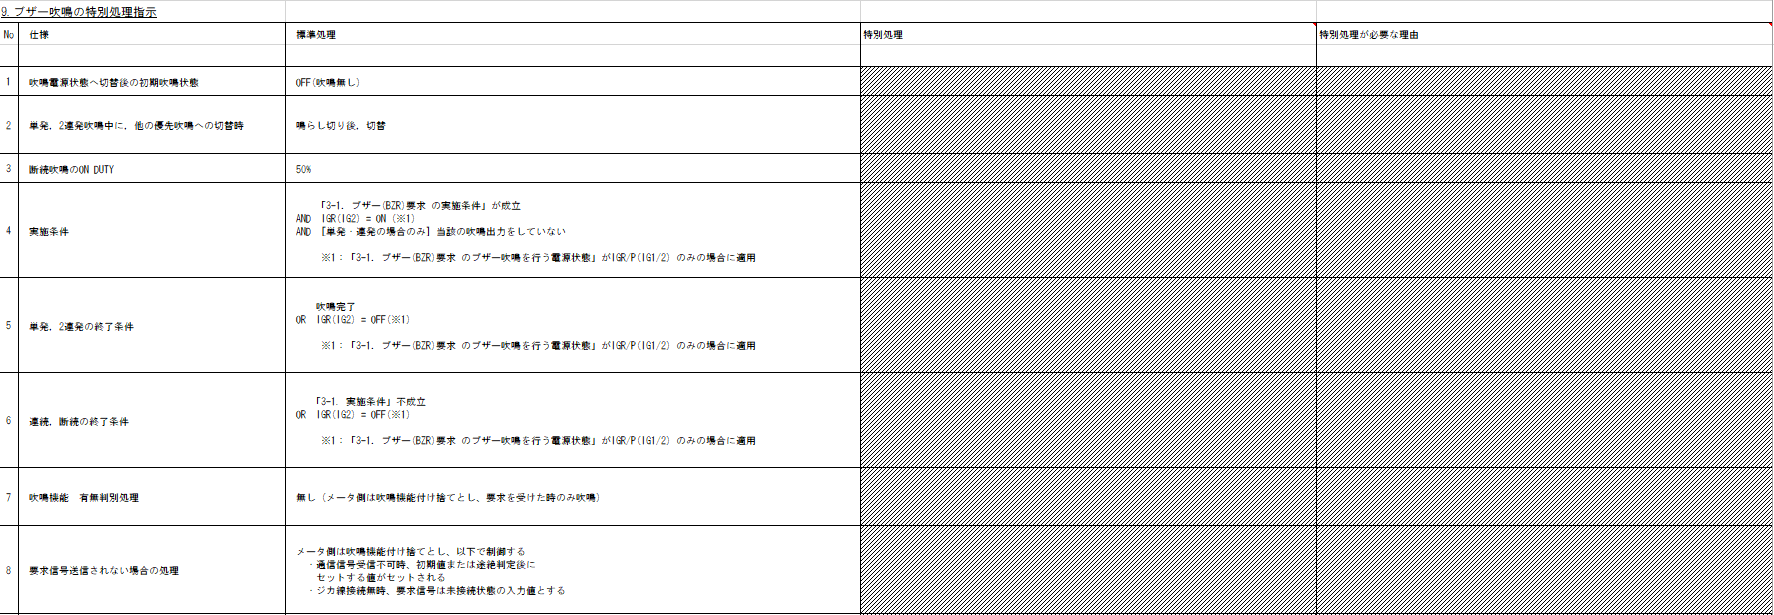 9. ブザー吹鳴の特別処理指示
No 仕様 標準処理 特別処理 特別処理が必要な理由
1 吹鳴電源状態へ切替後の初期吹鳴状態 OFF(吹鳴無し)
2 単発，2連発吹鳴中に，他の優先吹鳴への切替時 鳴らし切り後，切替
3 断続吹鳴のON DUTY 50%
4 実施条件
「3-1. ブザー(BZR)要求 の実施条件」が成立
AND IGR(IG2) = ON (※1)
AND [単発・連発の場合のみ] 当該の吹鳴出力をしていない
※1：「3-1. ブザー(BZR)要求 のブザー吹鳴を行う電源状態」がIGR/P(IG1/2) のみの場合に適用
5 単発，2連発の終了条件
吹鳴完了
OR IGR(IG2) = OFF(※1)
※1：「3-1. ブザー(BZR)要求 のブザー吹鳴を行う電源状態」がIGR/P(IG1/2) のみの場合に適用
6 連続，断続の終了条件
「3-1. 実施条件」不成立
OR IGR(IG2) = OFF(※1)
※1：「3-1. ブザー(BZR)要求 のブザー吹鳴を行う電源状態」がIGR/P(IG1/2) のみの場合に適用
7 吹鳴機能　有無判別処理 無し（メータ側は吹鳴機能付け捨てとし、要求を受けた時のみ吹鳴）
8 要求信号送信されない場合の処理
メータ側は吹鳴機能付け捨てとし、以下で制御する
・通信信号受信不可時、初期値または途絶判定後に
セットする値がセットされる
・ジカ線接続無時、要求信号は未接続状態の入力値とする